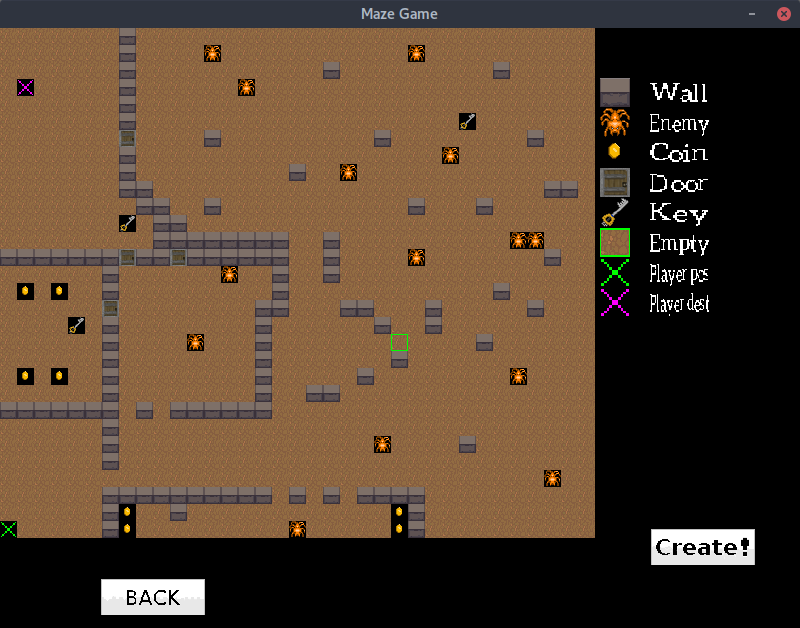 Maze Game
Wall
Enemy
Coin
Door
Key
Empty
Player pos
Player dest
Create!
BACK